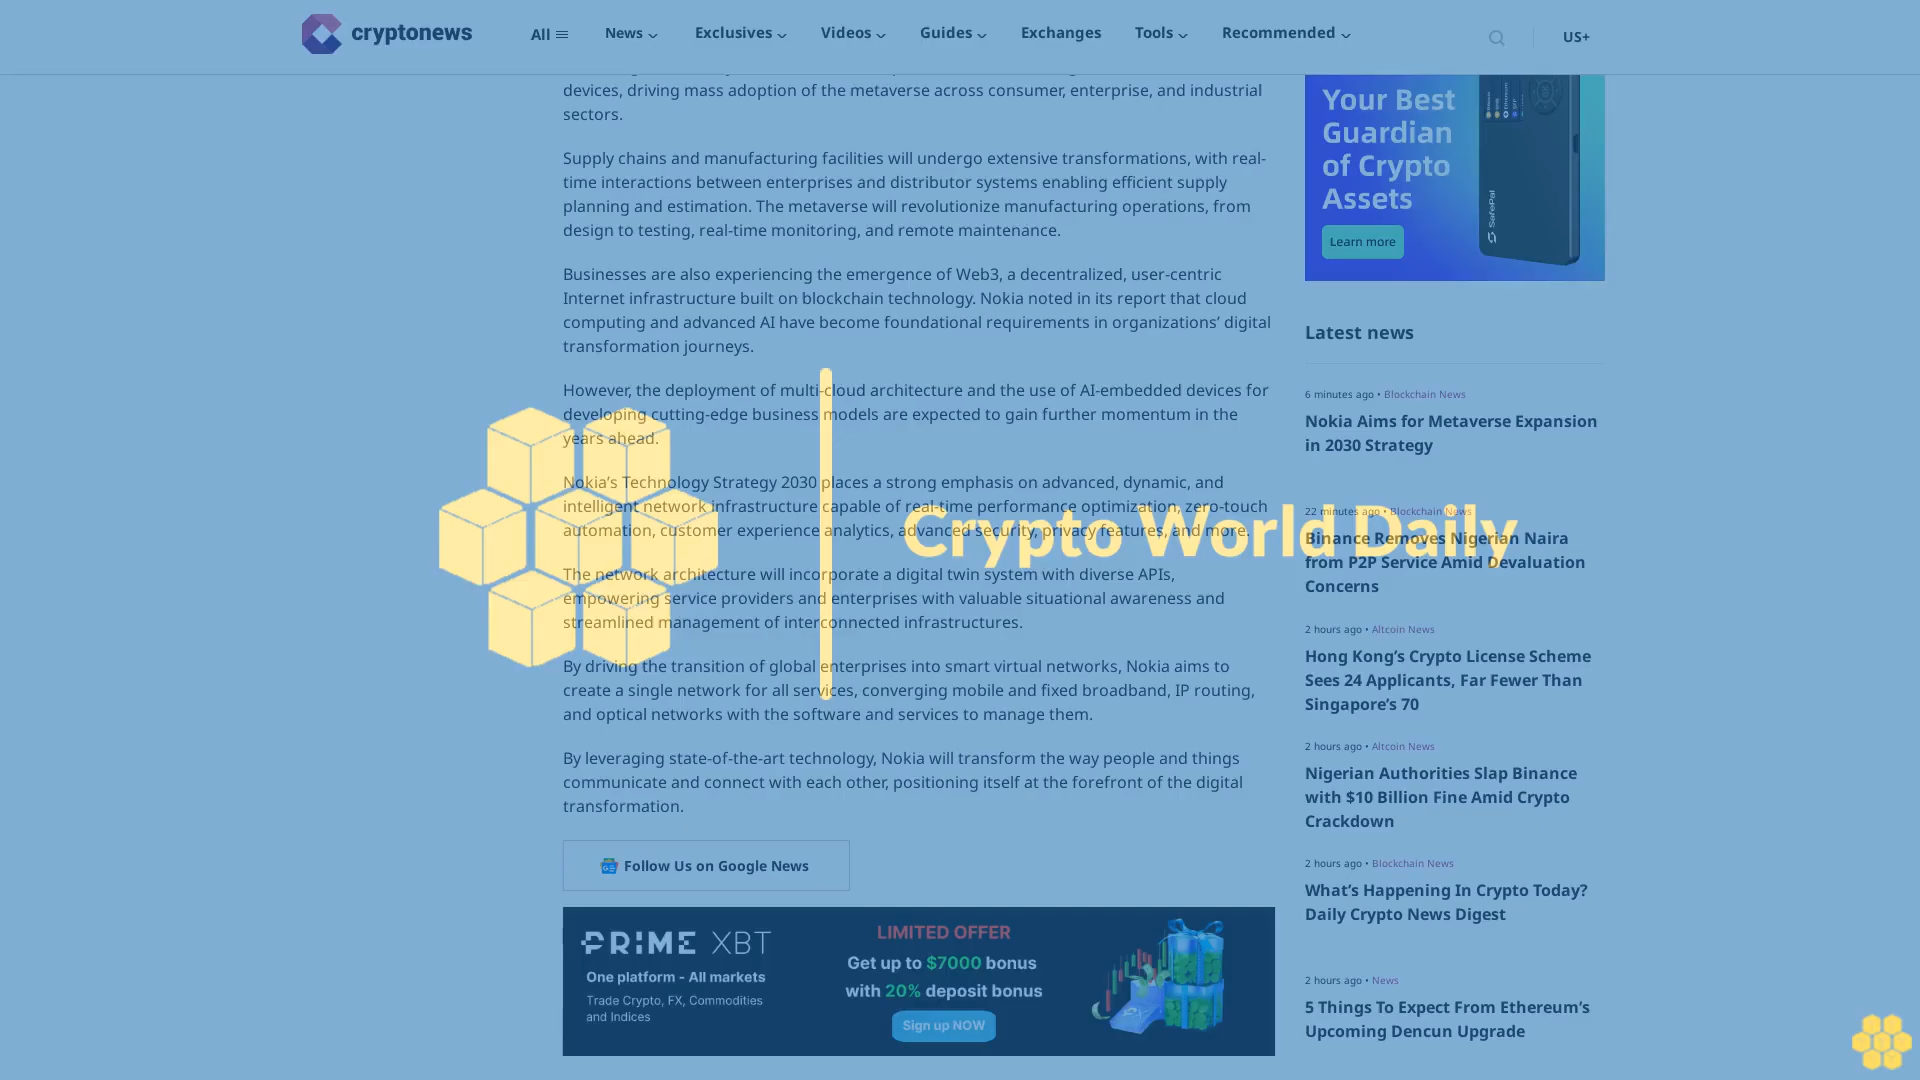 cryptonews
All
News
Exclusives
Videos
Guides
Exchanges
Tools
Recommended
US+
devices, driving mass adoption of the metaverse across consumer, enterprise, and industrial
sectors.
Supply chains and manufacturing facilities will undergo extensive transformations, with real-
time interactions between enterprises and distributor systems enabling efficient supply
planning and estimation. The metaverse will revolutionize manufacturing operations, from
design to testing, real-time monitoring, and remote maintenance.
Businesses are also experiencing the emergence of Web3, a decentralized, user-centric
Internet infrastructure built on blockchain technology. Nokia noted in its report that cloud
computing and advanced AI have become foundational requirements in organizations’ digital
transformation journeys.
However, the deployment of multi-cloud architecture and the use of AI-embedded devices for
developing cutting-edge business models are expected to gain further momentum in the
years ahead.
Nokia’s Technology Strategy 2030 places a strong emphasis on advanced, dynamic, and
intelligent network infrastructure capable of real-time performance optimization, zero-touch
automation, customer experience analytics, advanced security, privacy features, and more.
The network architecture will incorporate a digital twin system with diverse APIs,
empowering service providers and enterprises with valuable situational awareness and
streamlined management of interconnected infrastructures.
By driving the transition of global enterprises into smart virtual networks, Nokia aims to
create a single network for all services, converging mobile and fixed broadband, IP routing,
and optical networks with the software and services to manage them.
By leveraging state-of-the-art technology, Nokia will transform the way people and things
communicate and connect with each other, positioning itself at the forefront of the digital
transformation.
Follow Us on Google News
PRIME XBT
One platform - All markets
Trade Crypto, FX, Commodities
and Indices
LIMITED OFFER
Get up to $7000 bonus
with 20% deposit bonus
Sign up NOW
Crypto World Daily
Your Best
Guardian
of Crypto
Assets
Learn more
SafePal
Latest news
6 minutes ago • Blockchain News
Nokia Aims for Metaverse Expansion
in 2030 Strategy
22 minutes ago • Blockchain News
Binance Removes Nigerian Naira
from P2P Service Amid Devaluation
Concerns
2 hours ago • Altcoin News
Hong Kong’s Crypto License Scheme
Sees 24 Applicants, Far Fewer Than
Singapore’s 70
2 hours ago • Altcoin News
Nigerian Authorities Slap Binance
with $10 Billion Fine Amid Crypto
Crackdown
2 hours ago • Blockchain News
What’s Happening In Crypto Today?
Daily Crypto News Digest
2 hours ago • News
5 Things To Expect From Ethereum’s
Upcoming Dencun Upgrade